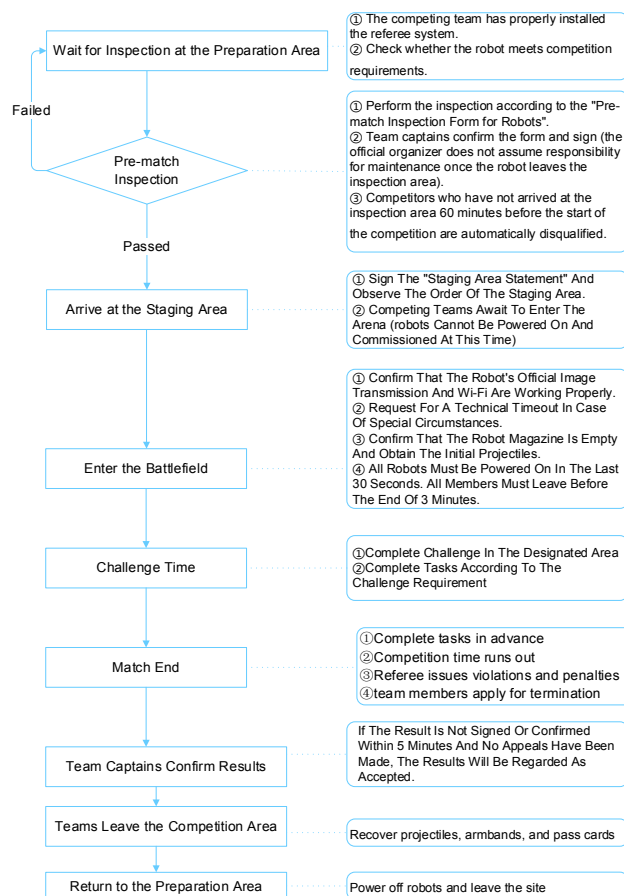 Wait for Inspection at the Preparation Area
① The competing team has properly installed
the referee system.
② Check whether the robot meets competition
requirements.
Failed
Pre-match
Inspection
① Perform the inspection according to the "Pre-
match Inspection Form for Robots".
② Team captains confirm the form and sign (the
official organizer does not assume responsibility
for maintenance once the robot leaves the
inspection area).
③ Competitors who have not arrived at the
inspection area 60 minutes before the start of
the competition are automatically disqualified.
Passed
Arrive at the Staging Area
① Sign The "Staging Area Statement" And
Observe The Order Of The Staging Area.
② Competing Teams Await To Enter The
Arena (robots Cannot Be Powered On And
Commissioned At This Time)
Enter the Battlefield
① Confirm That The Robot's Official Image
Transmission And Wi-Fi Are Working Properly.
② Request For A Technical Timeout In Case
Of Special Circumstances.
③ Confirm That The Robot Magazine Is Empty
And Obtain The Initial Projectiles.
④ All Robots Must Be Powered On In The Last
30 Seconds. All Members Must Leave Before
The End Of 3 Minutes.
Challenge Time
①Complete Challenge In The Designated Area
②Complete Tasks According To The
Challenge Requirement
Match End
①Complete tasks in advance
②Competition time runs out
③Referee issues violations and penalties
④team members apply for termination
Team Captains Confirm Results
If The Result Is Not Signed Or Confirmed
Within 5 Minutes And No Appeals Have Been
Made, The Results Will Be Regarded As
Accepted.
Teams Leave the Competition Area
Recover projectiles, armbands, and pass cards
Return to the Preparation Area
Power off robots and leave the site